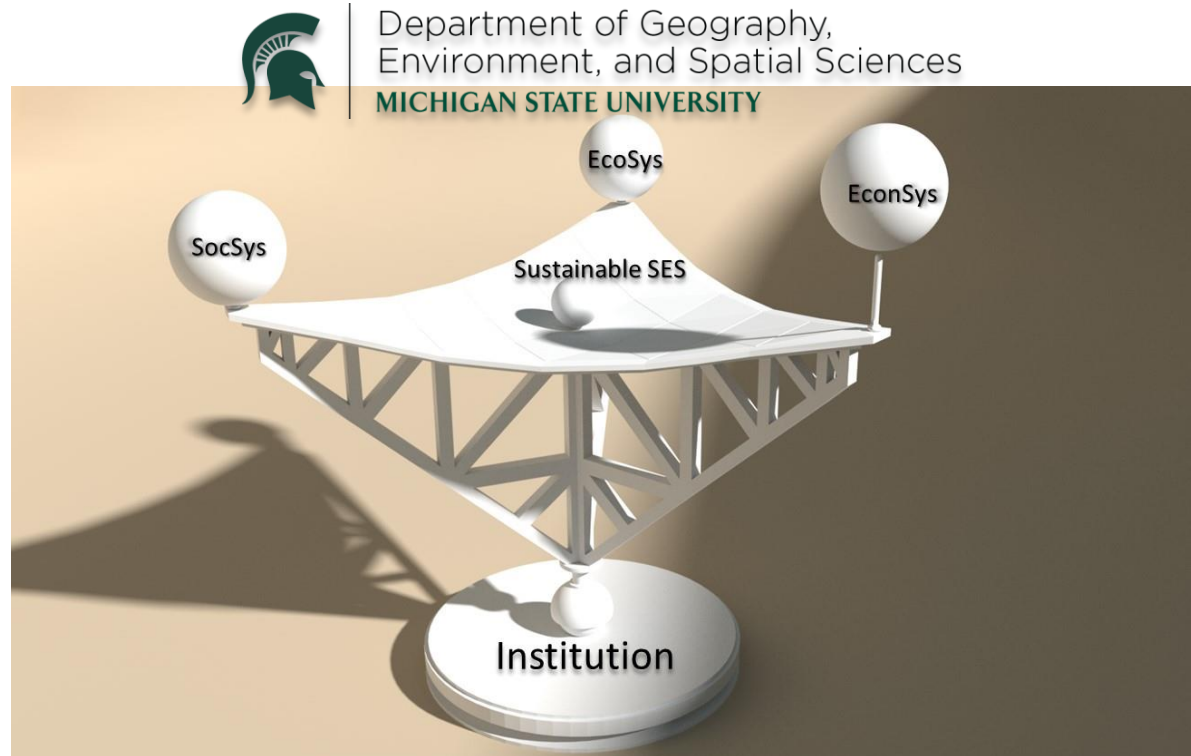 Department of Geography,
Environment, and Spatial Sciences
MICHIGAN STATE UNIVERSITY
EcoSys
EconSys
SocSys
Sustainable SES
Institution